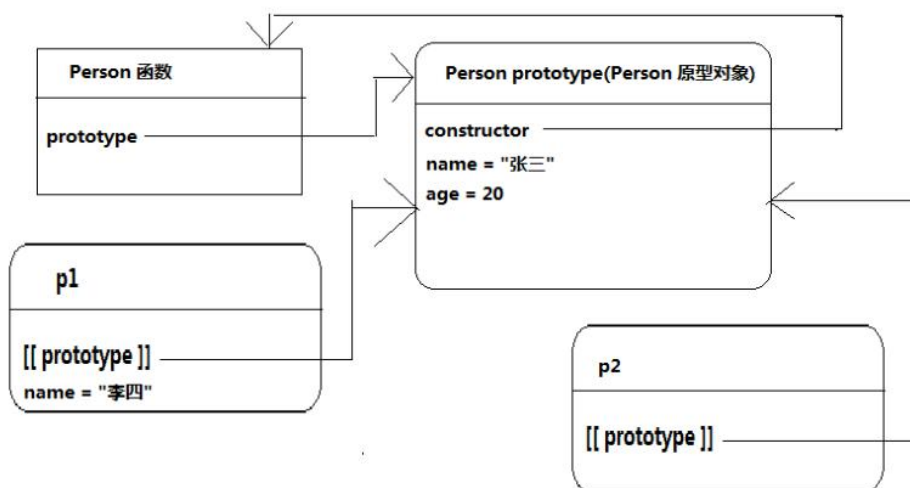 Person 函数
prototype
Person prototype(Person 原型对象)
constructor
name = "张三"
age = 20
p1
[[ prototype ]]
name = "李四"
p2
[[ prototype ]]